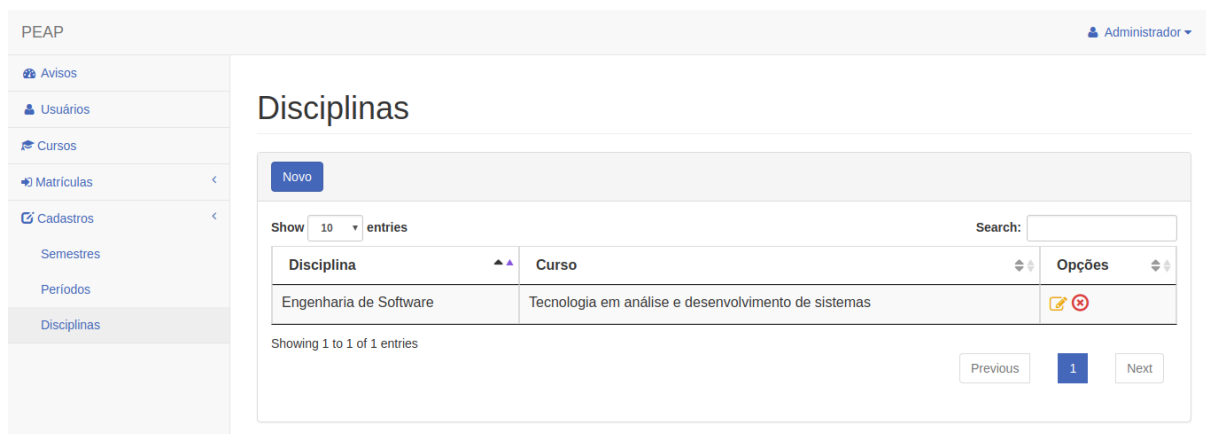 PEAP
Administrador
Avisos
Usuários
Cursos
Matrículas
Cadastros
Semestres
Períodos
Disciplinas
Disciplinas
Novo
Show 10 entries
Search:
Disciplina Curso Opções
Engenharia de Software Tecnologia em análise e desenvolvimento de sistemas
Showing 1 to 1 of 1 entries
Previous 1 Next